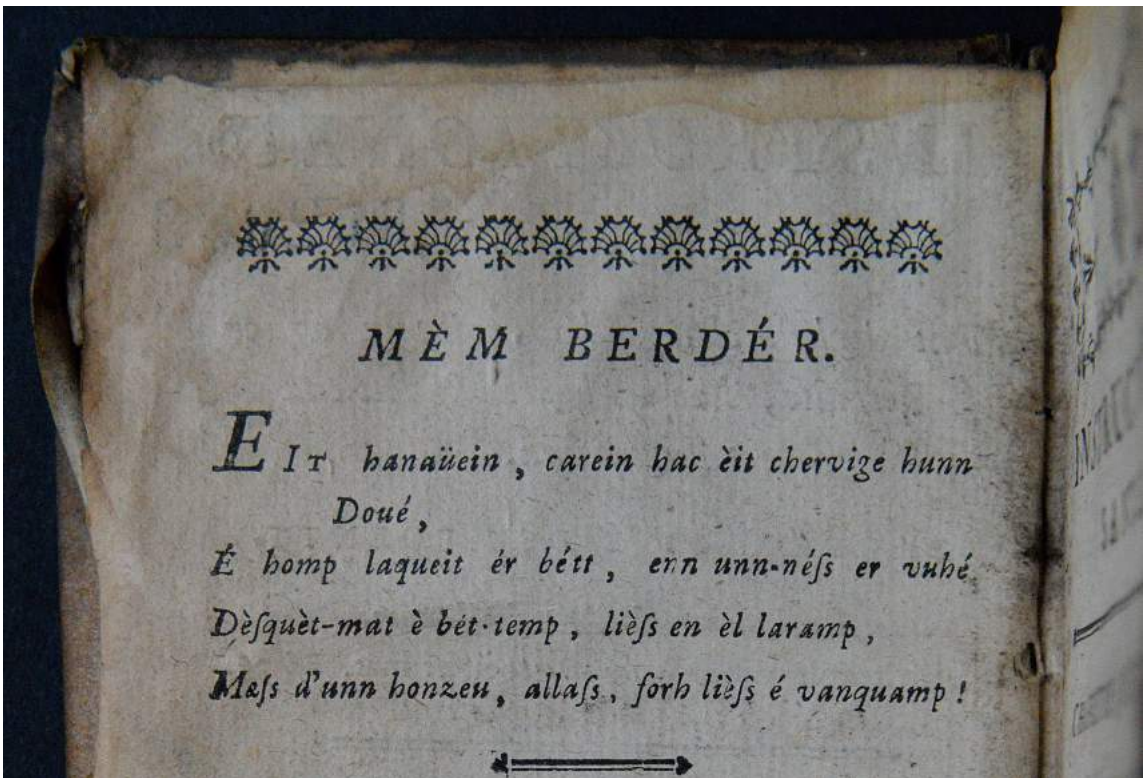 MÈM BERDÉR.
EIT hanaüein, carein hac èit chervige hunn
Doué,
É homp laqueit ér bétt, enn unn-néſs er vuhé
Dèſquèt-mat è bét-temp, lièſs en èl laramp,
Mæſs d'unn honzeu, allaſs, forh lièſs é vanquamp!